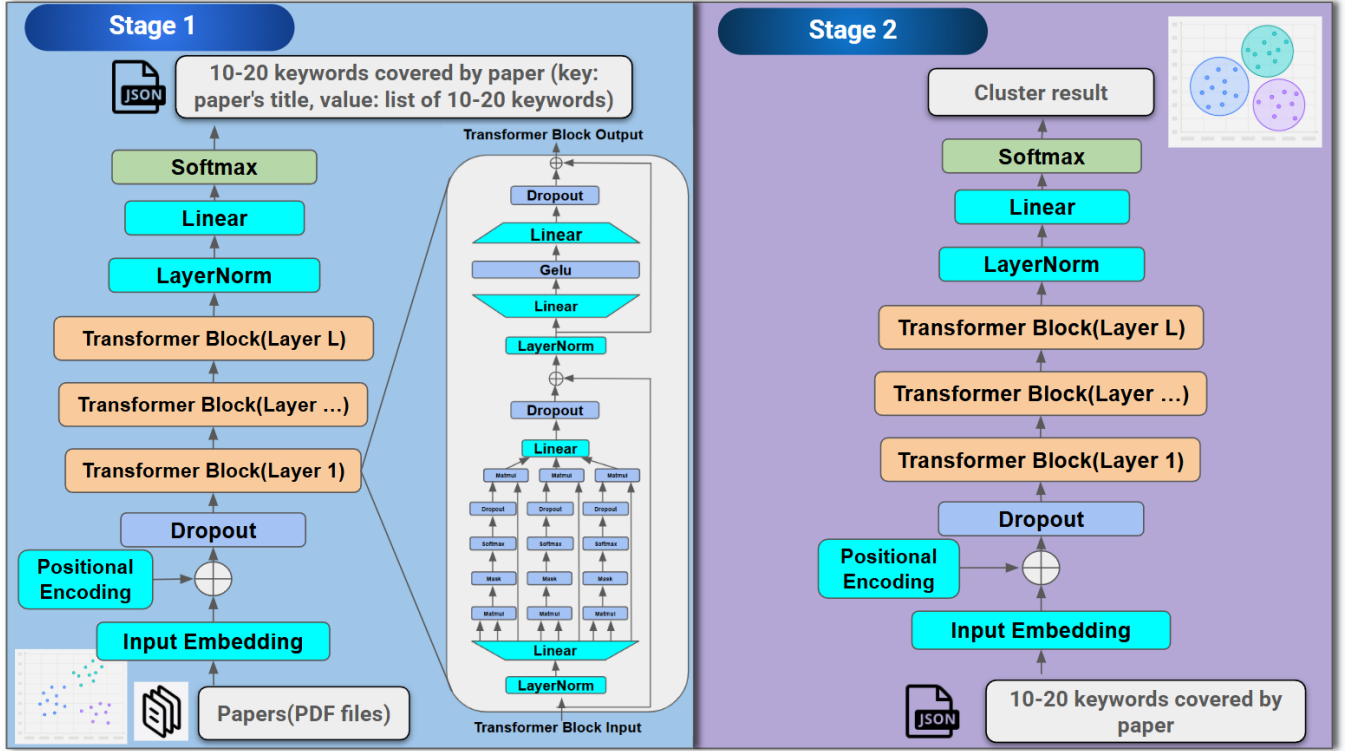 Stage 1
JSON
10-20 keywords covered by paper (key:
paper's title, value: list of 10-20 keywords)
Softmax
Linear
LayerNorm
Transformer Block(Layer L)
Transformer Block(Layer ...)
Transformer Block(Layer 1)
Dropout
Positional
Encoding
Input Embedding
Papers(PDF files)
Transformer Block Output
Dropout
Linear
Gelu
Linear
LayerNorm
Dropout
Linear
Matmul Matmul Matmul
Dropout Dropout Dropout
Softmax Softmax Softmax
Mask Mask Mask
Matmul Matmul Matmul
Linear
LayerNorm
Transformer Block Input
Stage 2
Cluster result
Softmax
Linear
LayerNorm
Transformer Block(Layer L)
Transformer Block(Layer ...)
Transformer Block(Layer 1)
Dropout
Positional
Encoding
Input Embedding
JSON
10-20 keywords covered by
paper